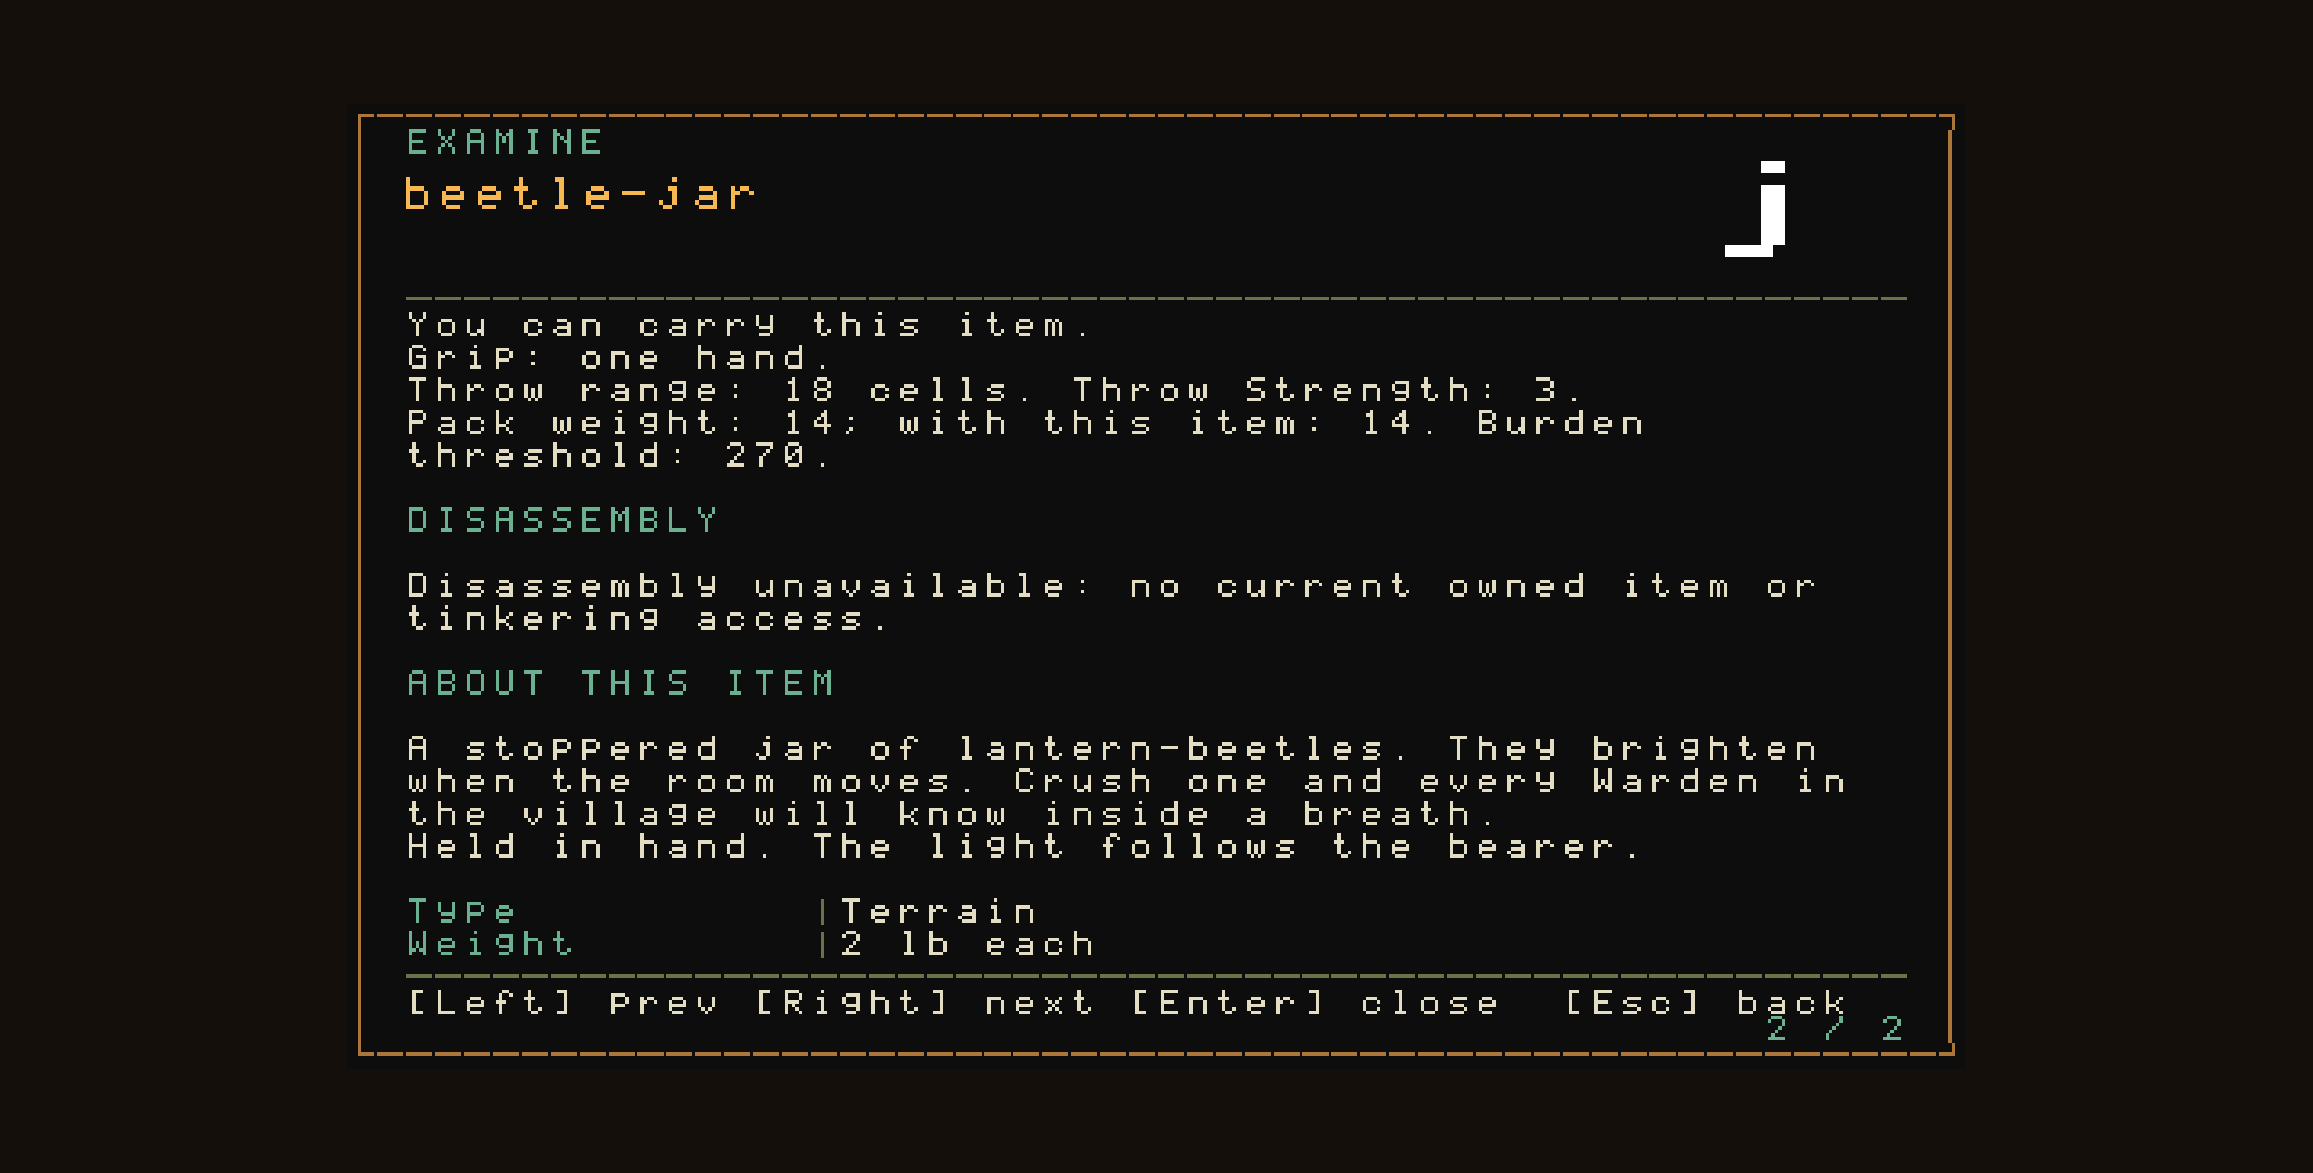 EXAMINE
beetle-jar
j
You can carry this item.
Grip: one hand.
Throw range: 18 cells. Throw Strength: 3.
Pack weight: 14; with this item: 14. Burden
threshold: 270.
DISASSEMBLY
Disassembly unavailable: no current owned item or
tinkering access.
ABOUT THIS ITEM
A stoppered jar of lantern-beetles. They brighten
when the room moves. Crush one and every Warden in
the village will know inside a breath.
Held in hand. The light follows the bearer.
Type |Terrain
Weight |2 lb each
[Left] prev [Right] next [Enter] close [Esc] back
2 / 2